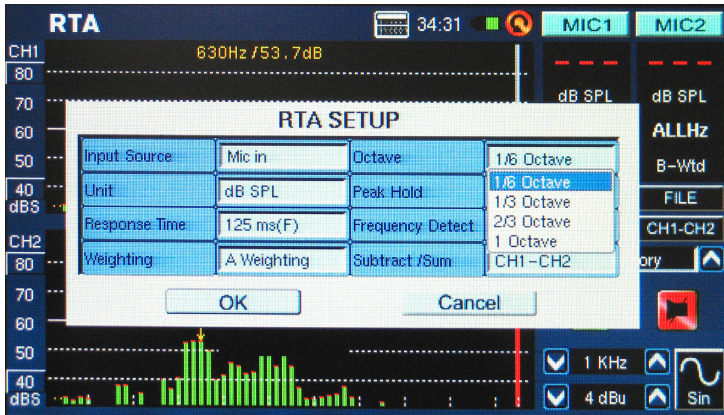 RTA
34:31
MIC1
MIC2
CH1
630Hz/53.7dB
80
70
60
50
40
dBS
CH2
80
70
60
50
40
dBS
dB SPL
dB SPL
ALLHz
B-Wtd
FILE
CH1-CH2
ory
RTA SETUP
Input Source
Mic in
Octave
1/6 Octave
Unit
dB SPL
Peak Hold
1/6 Octave
1/3 Octave
2/3 Octave
1 Octave
Response Time
125 ms(F)
Frequency Detect
Weighting
A Weighting
Subtract /Sum
CH1-CH2
OK
Cancel
1 KHz
4 dBu
Sin